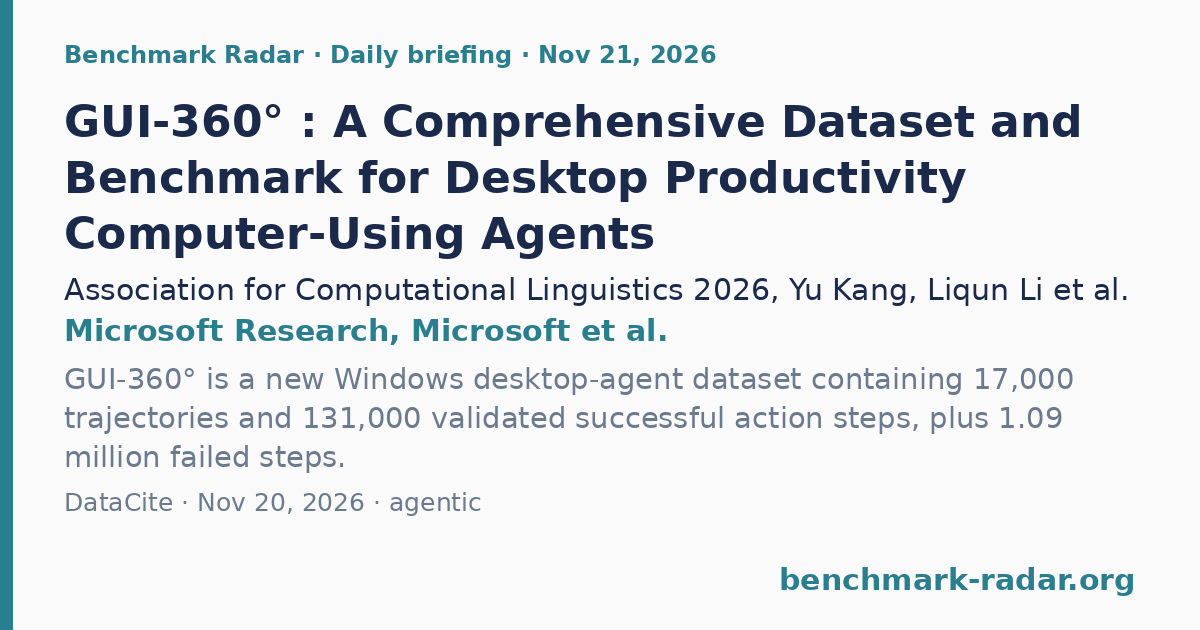 Benchmark Radar · Daily briefing · Nov 21, 2026
GUI-360° : A Comprehensive Dataset and
Benchmark for Desktop Productivity
Computer-Using Agents
Association for Computational Linguistics 2026, Yu Kang, Liqun Li et al.
Microsoft Research, Microsoft et al.
GUI-360° is a new Windows desktop-agent dataset containing 17,000
trajectories and 131,000 validated successful action steps, plus 1.09
million failed steps.
DataCite · Nov 20, 2026 · agentic
benchmark-radar.org